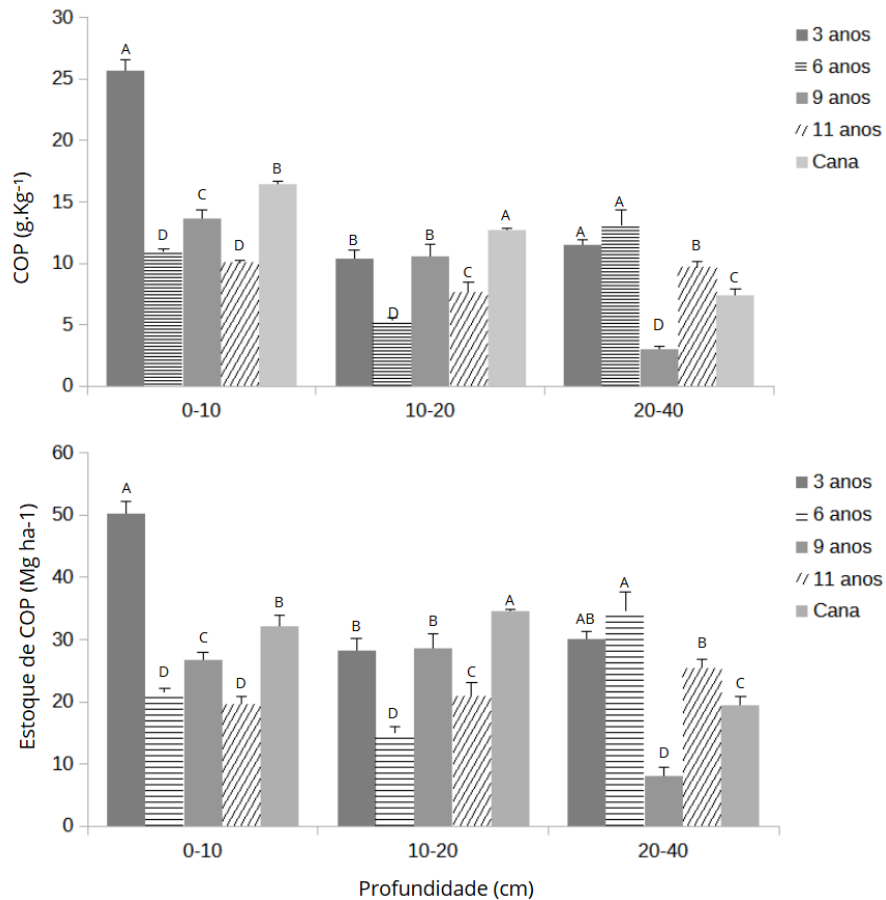 COP (g.Kg⁻¹)
30
25
20
15
10
5
0
A
D
C
D
B
B
D
B
C
A
A
A
D
B
C
0-10
10-20
20-40
3 anos
6 anos
9 anos
11 anos
Cana
Estoque de COP (Mg ha-1)
60
50
40
30
20
10
0
A
D
C
D
B
B
D
B
C
A
AB
A
D
B
C
0-10
10-20
20-40
3 anos
6 anos
9 anos
11 anos
Cana
Profundidade (cm)